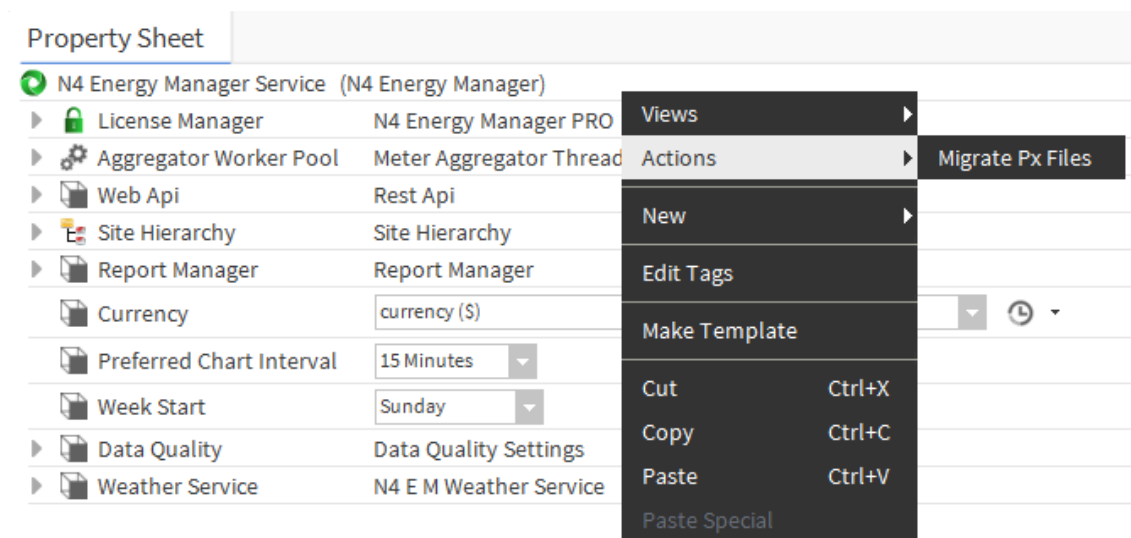 Property Sheet
N4 Energy Manager Service (N4 Energy Manager)
License Manager N4 Energy Manager PRO
Aggregator Worker Pool Meter Aggregator Thread
Web Api Rest Api
Site Hierarchy Site Hierarchy
Report Manager Report Manager
Currency currency ($)
Preferred Chart Interval 15 Minutes
Week Start Sunday
Data Quality Data Quality Settings
Weather Service N4 E M Weather Service
Views
Actions Migrate Px Files
New
Edit Tags
Make Template
Cut Ctrl+X
Copy Ctrl+C
Paste Ctrl+V
Paste Special